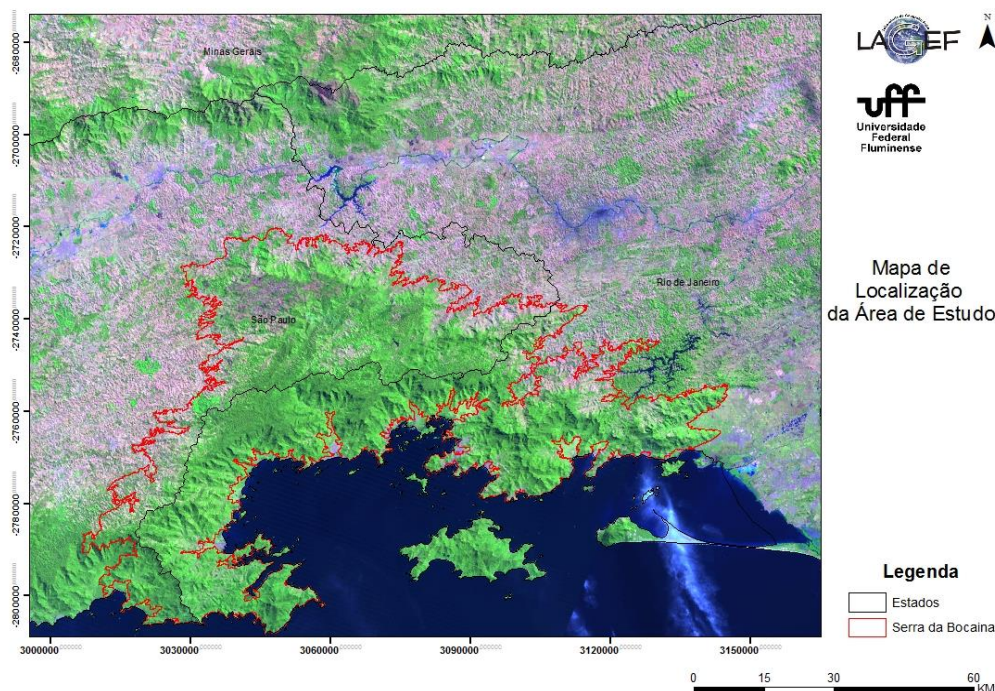 Minas Gerais
Rio de Janeiro
São Paulo
-2680000
-2700000
-2720000
-2740000
-2760000
-2780000
-2800000
3000000
3030000
3060000
3090000
3120000
3150000
LAGEF
N
uff
Universidade
Federal
Fluminense
Mapa de
Localização
da Área de Estudo
Legenda
Estados
Serra da Bocaina
0 15 30 60
KM